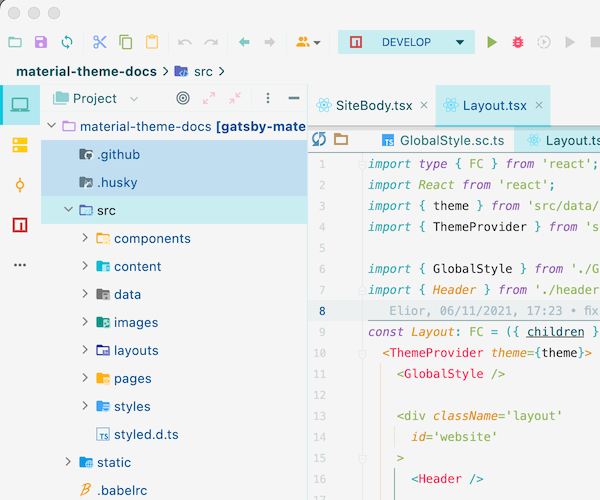 DEVELOP
material-theme-docs > src >
Project
SiteBody.tsx
Layout.tsx
material-theme-docs [gatsby-mate
GlobalStyle.sc.ts
Layout.ts
.github
.husky
src
components
content
data
images
layouts
pages
styles
TS styled.d.ts
static
.babelrc
1 import type { FC } from 'react';
2 import React from 'react';
3 import { theme } from 'src/data/
4 import { ThemeProvider } from 's
5
6 import { GlobalStyle } from './G
7 import { Header } from './header
8 Elior, 06/11/2021, 17:23 • fix
9 const Layout: FC = ({ children }
10 <ThemeProvider theme={theme}>
11 <GlobalStyle />
12
13 <div className='layout'
14 id='website'
15 >
16 <Header />
17